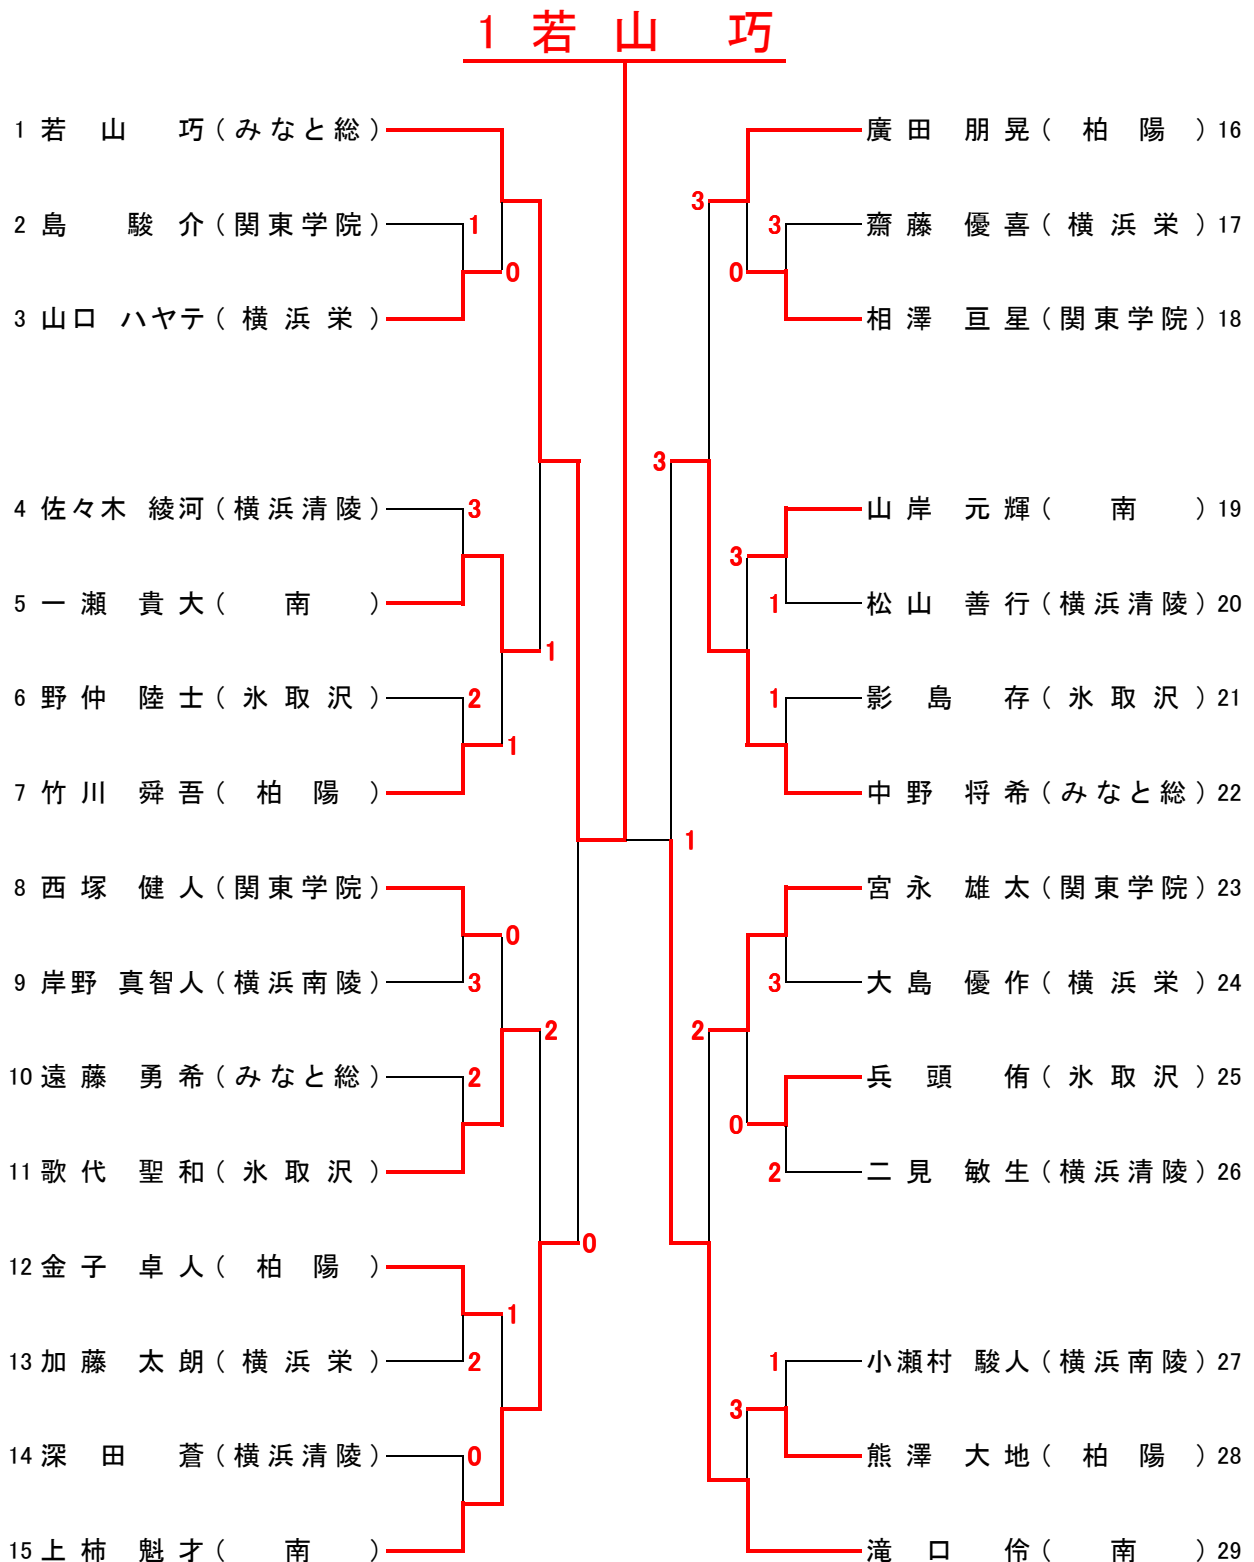 1 若山 巧
1 若山 巧(みなと総)
2 島 駿介(関東学院)
1
0
3 山口 ハヤテ(横浜栄)
4 佐々木 綾河(横浜清陵)
3
5 一瀬 貴大(南)
1
6 野仲 陸士(氷取沢)
2
1
7 竹川 舜吾(柏陽)
8 西塚 健人(関東学院)
0
9 岸野 真智人(横浜南陵)
3
2
10 遠藤 勇希(みなと総)
2
11 歌代 聖和(氷取沢)
0
12 金子 卓人(柏陽)
1
13 加藤 太朗(横浜栄)
2
14 深田 蒼(横浜清陵)
0
15 上柿 魁才(南)
廣田 朋晃(柏陽) 16
3
3
齋藤 優喜(横浜栄) 17
0
相澤 亘星(関東学院) 18
3
山岸 元輝(南) 19
3
1
松山 善行(横浜清陵) 20
1
影島 存(氷取沢) 21
中野 将希(みなと総) 22
1
宮永 雄太(関東学院) 23
3
大島 優作(横浜栄) 24
2
兵頭 侑(氷取沢) 25
0
2
二見 敏生(横浜清陵) 26
1
小瀬村 駿人(横浜南陵) 27
3
熊澤 大地(柏陽) 28
滝口 伶(南) 29